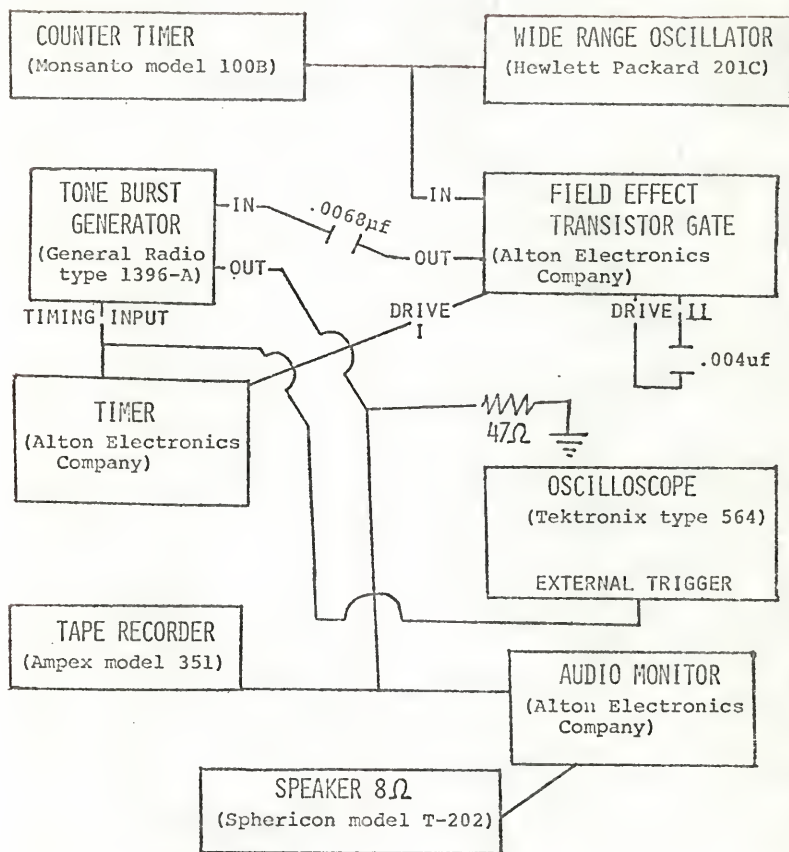 COUNTER TIMER
(Monsanto model 100B)
WIDE RANGE OSCILLATOR
(Hewlett Packard 201C)
TONE BURST
GENERATOR
(General Radio
type 1396-A)
IN
OUT
TIMING INPUT
.0068µf
IN
OUT
FIELD EFFECT
TRANSISTOR GATE
(Alton Electronics
Company)
DRIVE
I
DRIVE II
.004uf
TIMER
(Alton Electronics
Company)
47Ω
OSCILLOSCOPE
(Tektronix type 564)
EXTERNAL TRIGGER
TAPE RECORDER
(Ampex model 351)
AUDIO MONITOR
(Alton Electronics
Company)
SPEAKER 8Ω
(Sphericon model T-202)